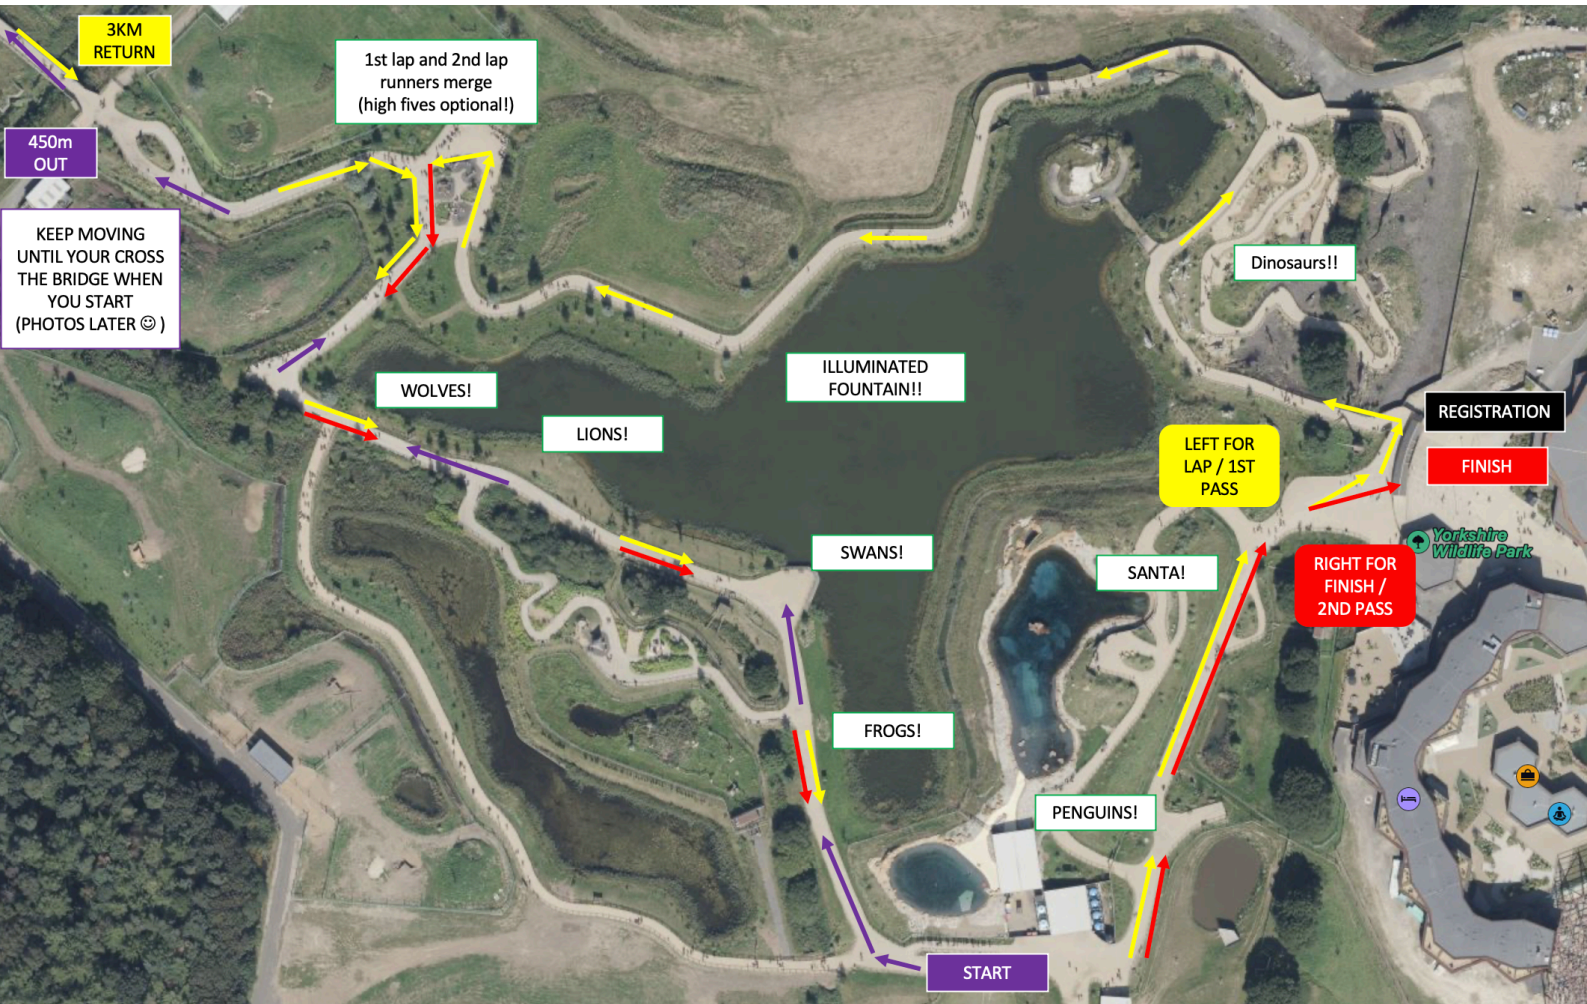 3KM
RETURN
1st lap and 2nd lap
runners merge
(high fives optional!)
450m
OUT
KEEP MOVING
UNTIL YOUR CROSS
THE BRIDGE WHEN
YOU START
(PHOTOS LATER ☺ )
Dinosaurs!!
ILLUMINATED
FOUNTAIN!!
WOLVES!
LIONS!
REGISTRATION
LEFT FOR
LAP / 1ST
PASS
FINISH
SWANS!
Yorkshire
Wildlife Park
SANTA!
RIGHT FOR
FINISH /
2ND PASS
FROGS!
PENGUINS!
START